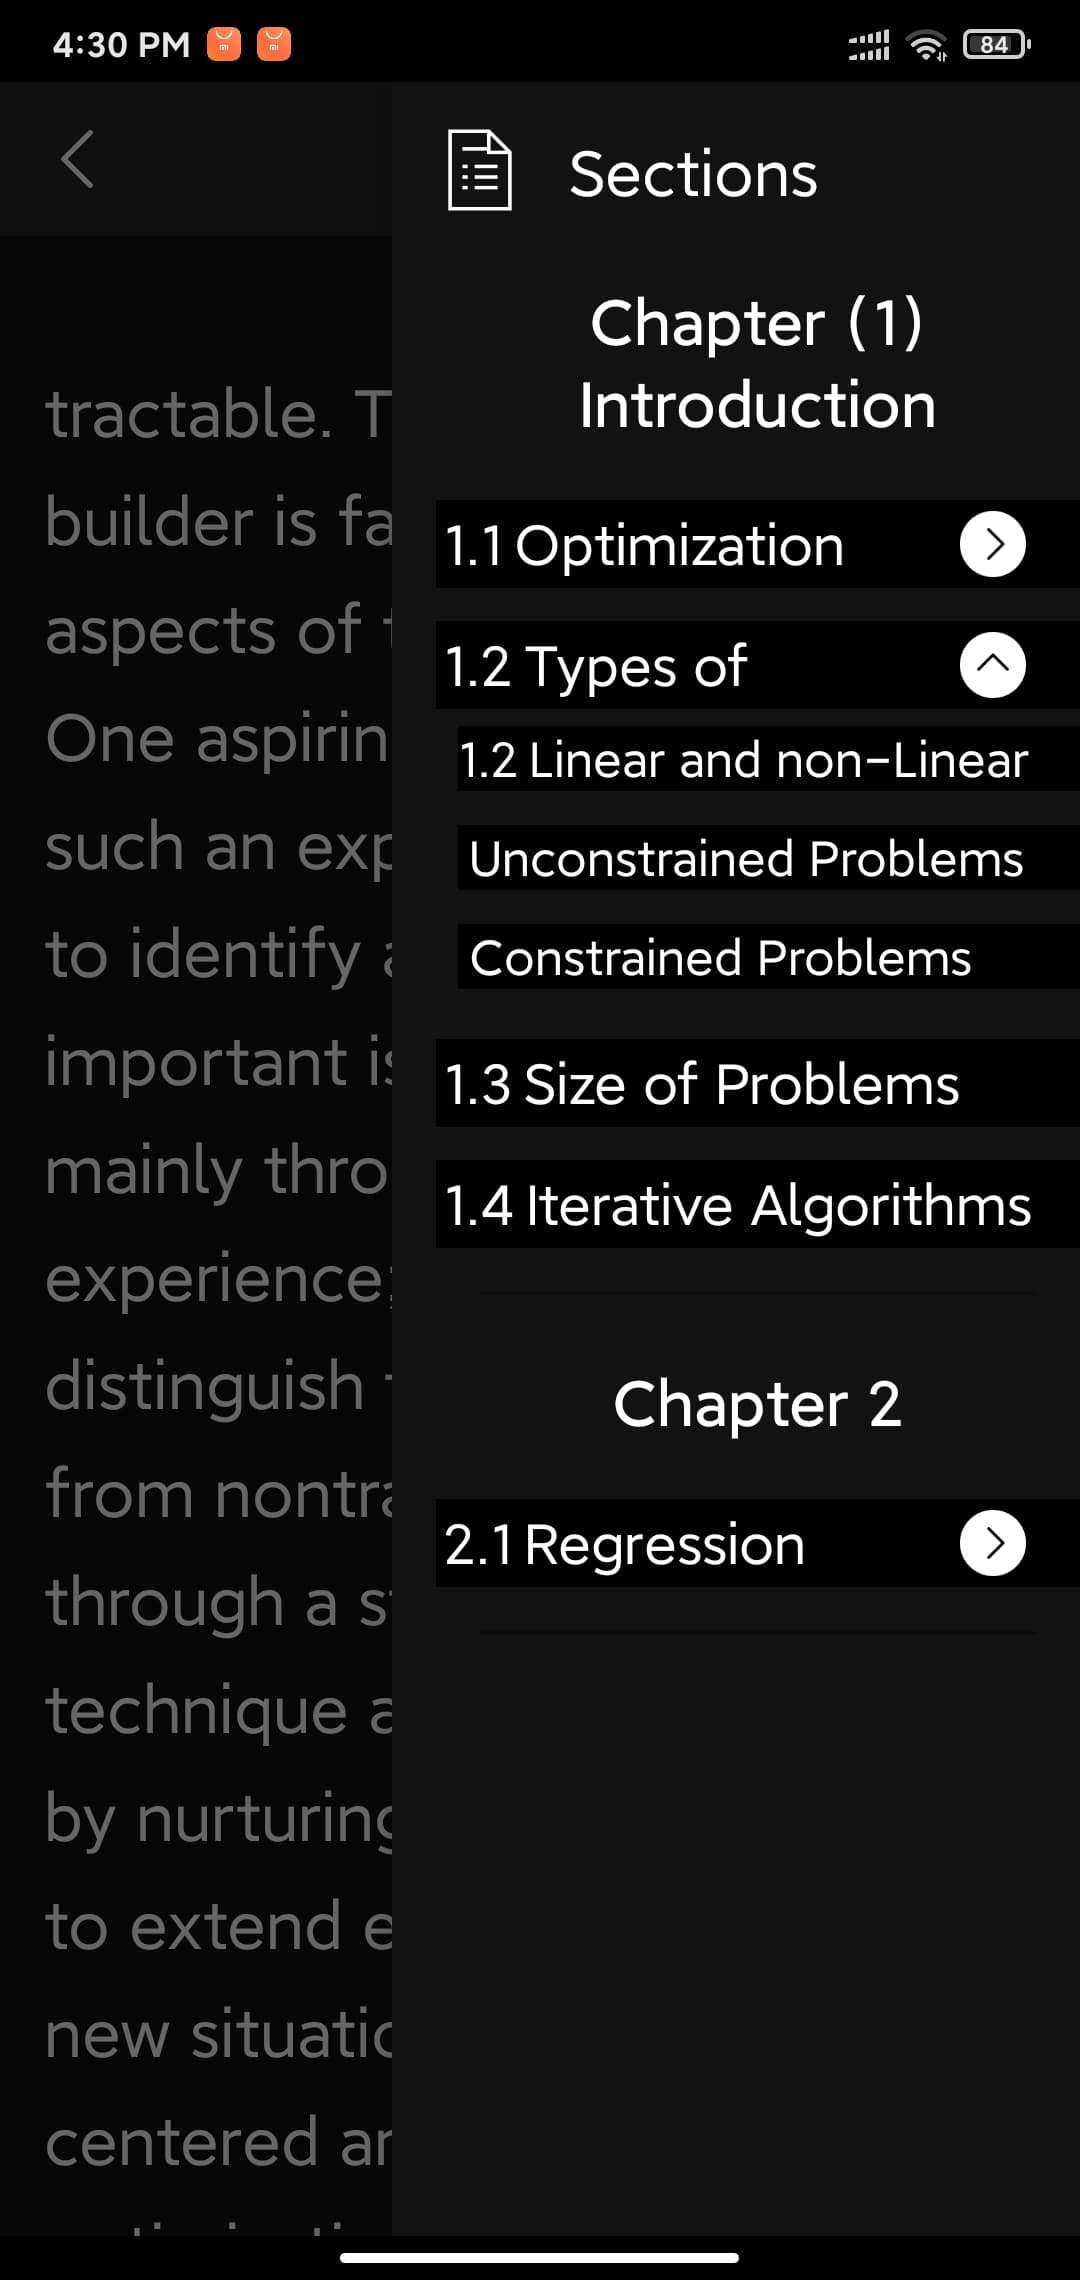 4:30 PM
84
Sections
Chapter (1)
Introduction
1.1 Optimization
1.2 Types of
1.2 Linear and non-Linear
Unconstrained Problems
Constrained Problems
1.3 Size of Problems
1.4 Iterative Algorithms
Chapter 2
2.1 Regression
tractable. T
builder is fa
aspects of
One aspirin
such an exp
to identify
important is
mainly thro
experience;
distinguish
from nontra
through a s
technique a
by nurturing
to extend e
new situatio
centered an